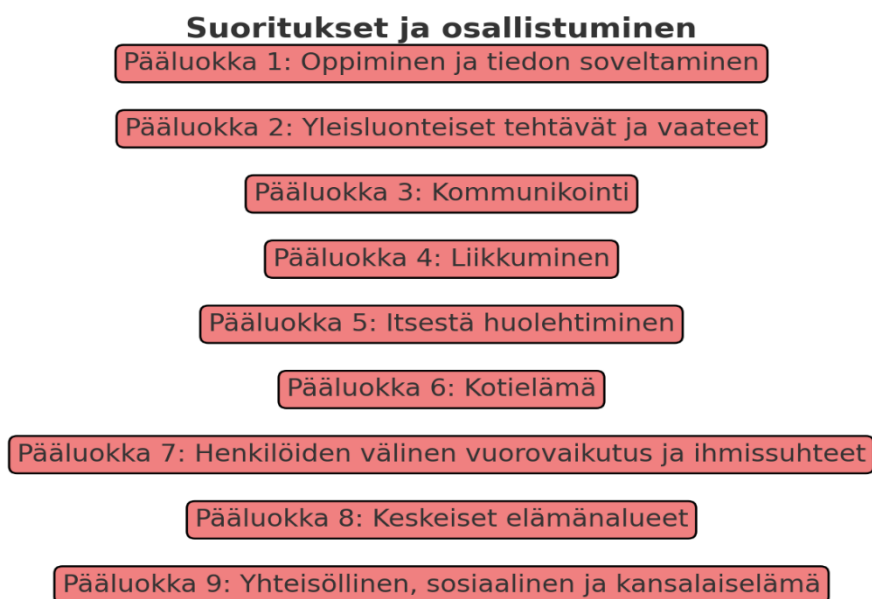 Suoritukset ja osallistuminen
Pääluokka 1: Oppiminen ja tiedon soveltaminen
Pääluokka 2: Yleisluonteiset tehtävät ja vaateet
Pääluokka 3: Kommunikointi
Pääluokka 4: Liikkuminen
Pääluokka 5: Itsestä huolehtiminen
Pääluokka 6: Kotielämä
Pääluokka 7: Henkilöiden välinen vuorovaikutus ja ihmissuhteet
Pääluokka 8: Keskeiset elämänalueet
Pääluokka 9: Yhteisöllinen, sosiaalinen ja kansalaiselämä